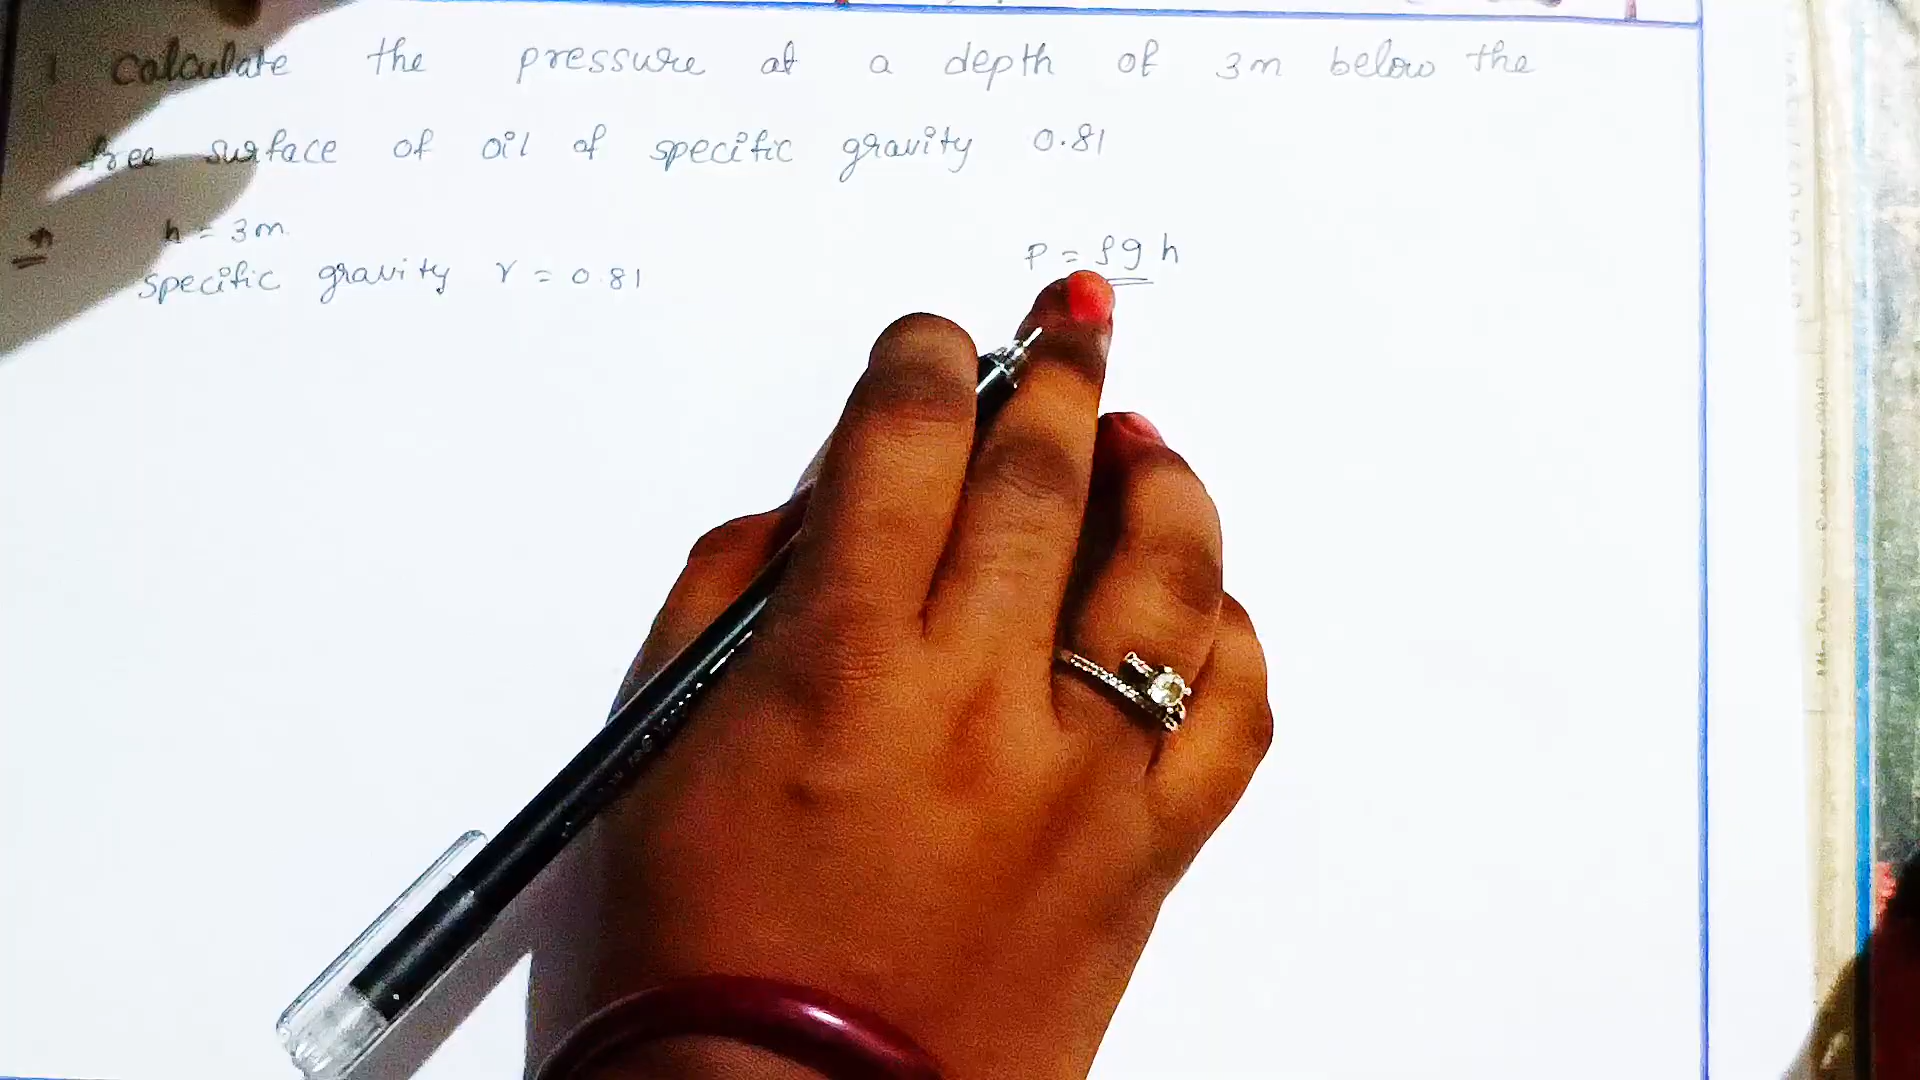 1 calculate the pressure at a depth of 3m below the
free surface of oil of specific gravity 0.81
h = 3m.
P = ρg h
specific gravity r = 0.81